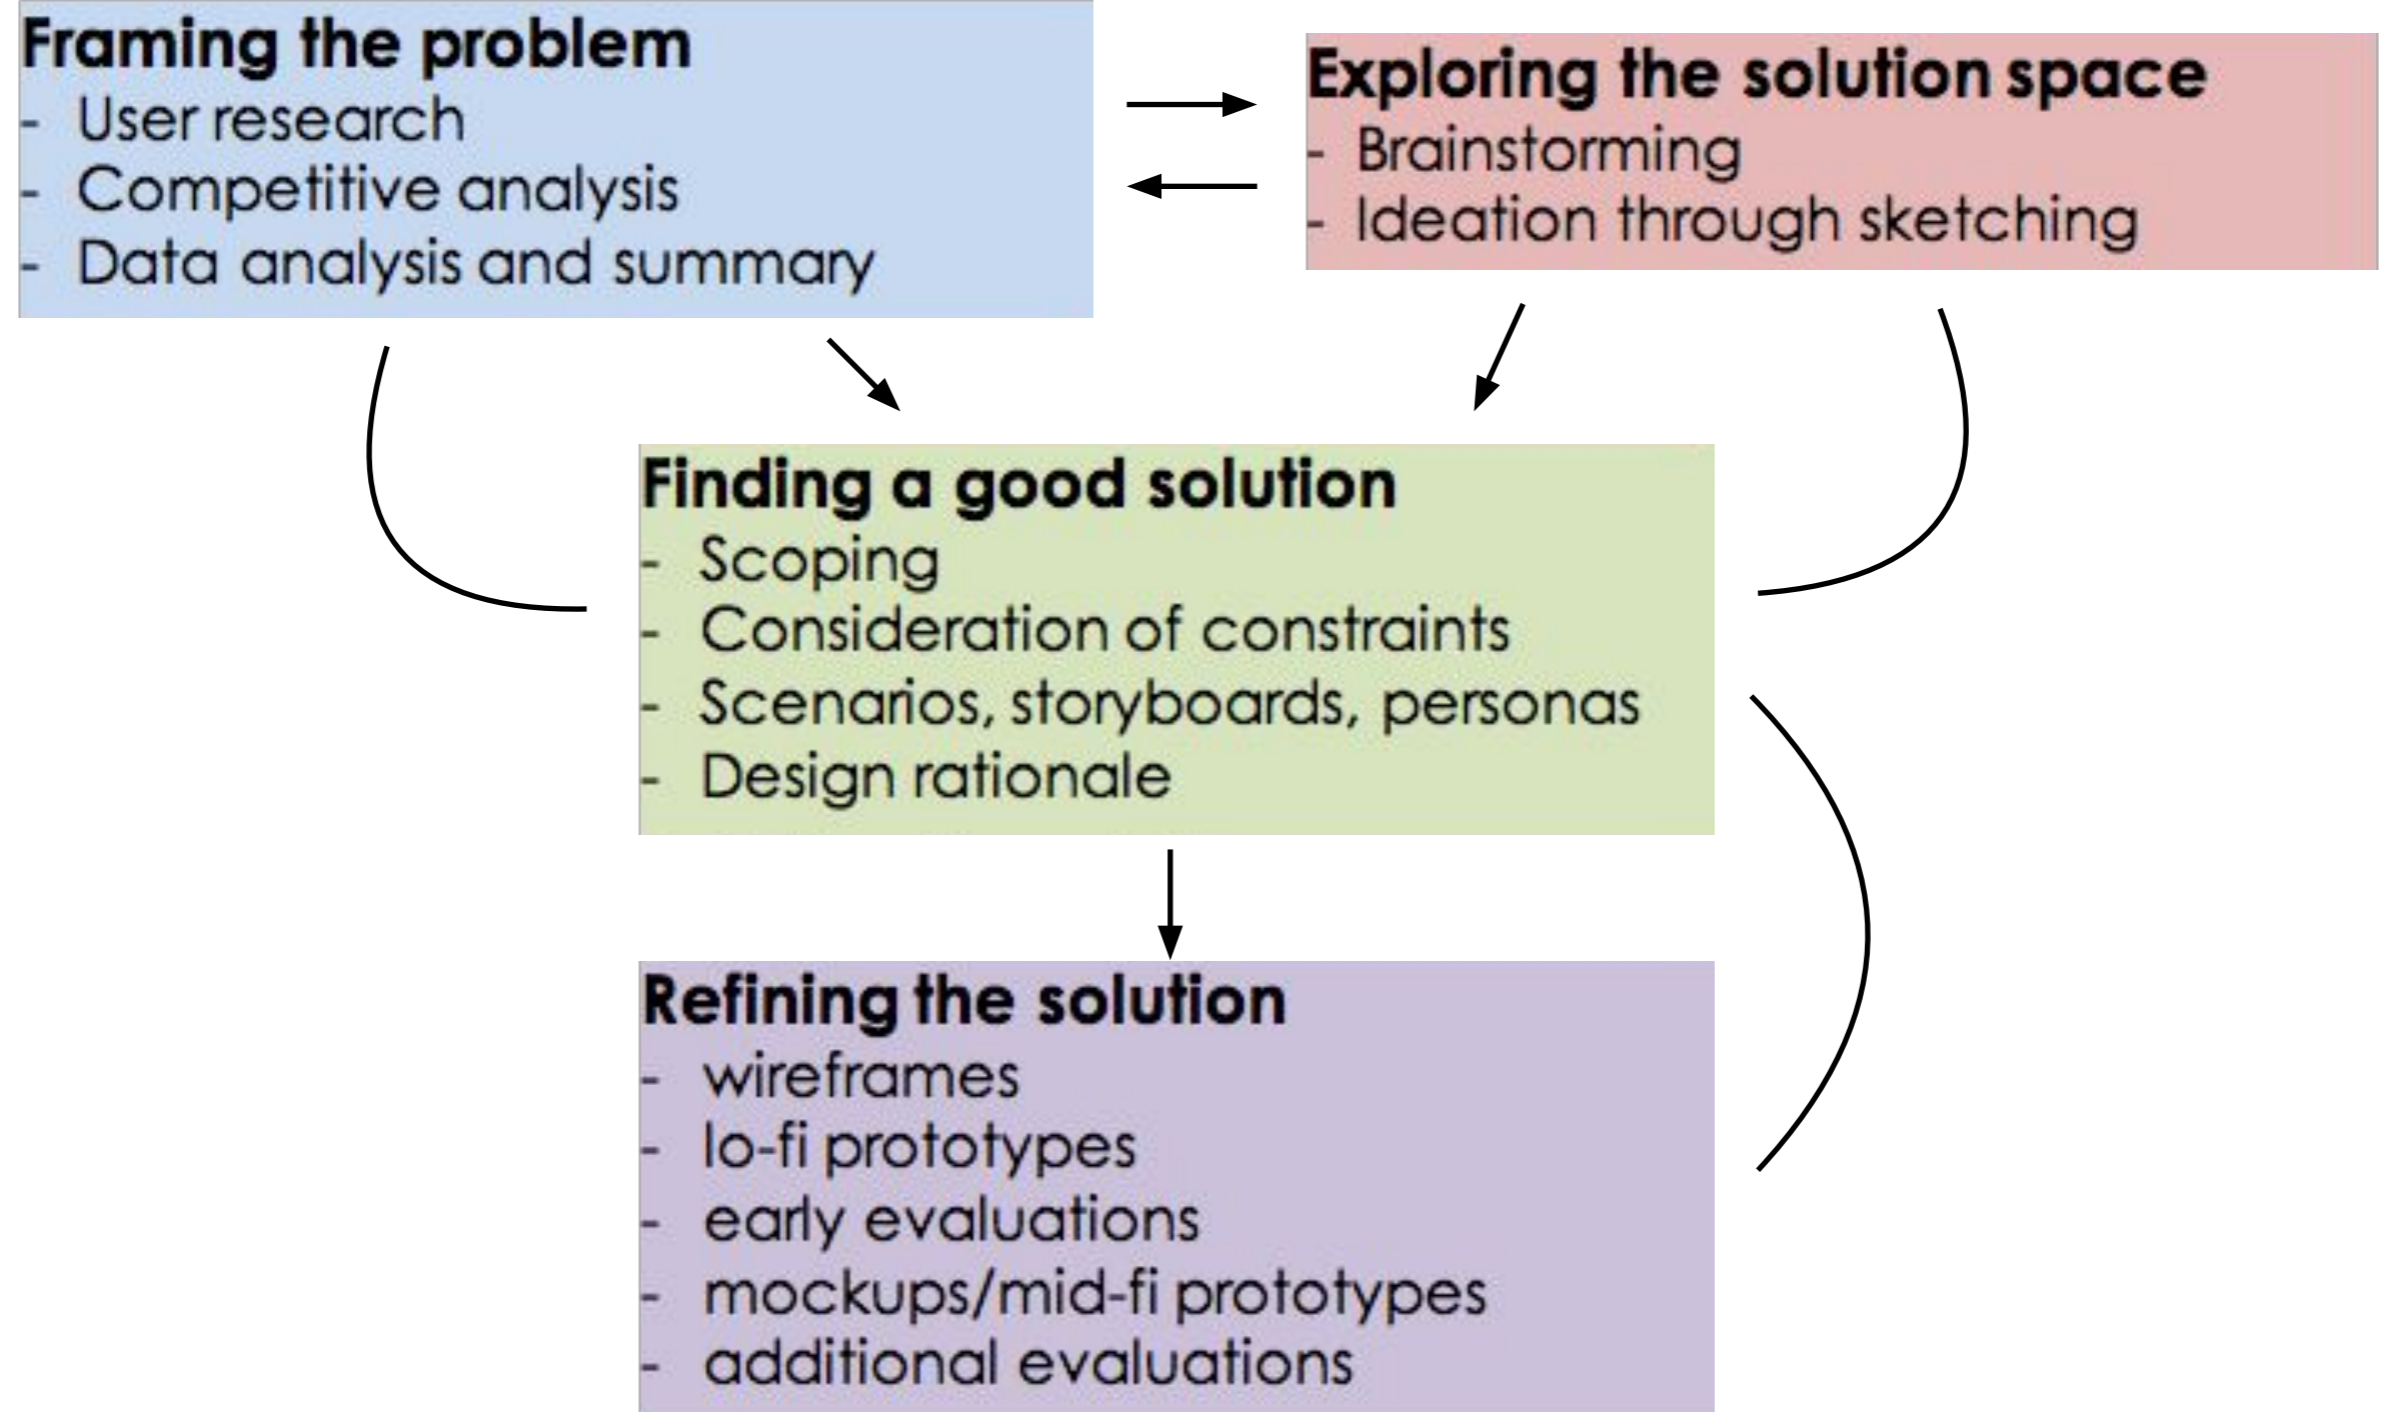 Framing the problem
- User research
- Competitive analysis
- Data analysis and summary
Exploring the solution space
- Brainstorming
- Ideation through sketching
Finding a good solution
- Scoping
- Consideration of constraints
- Scenarios, storyboards, personas
- Design rationale
Refining the solution
- wireframes
- lo-fi prototypes
- early evaluations
- mockups/mid-fi prototypes
- additional evaluations